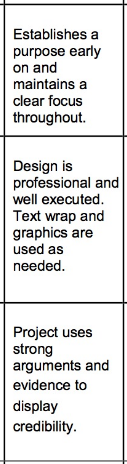 Establishes a
purpose early
on and
maintains a
clear focus
throughout.
Design is
professional and
well executed.
Text wrap and
graphics are
used as
needed.
Project uses
strong
arguments and
evidence to
display
credibility.